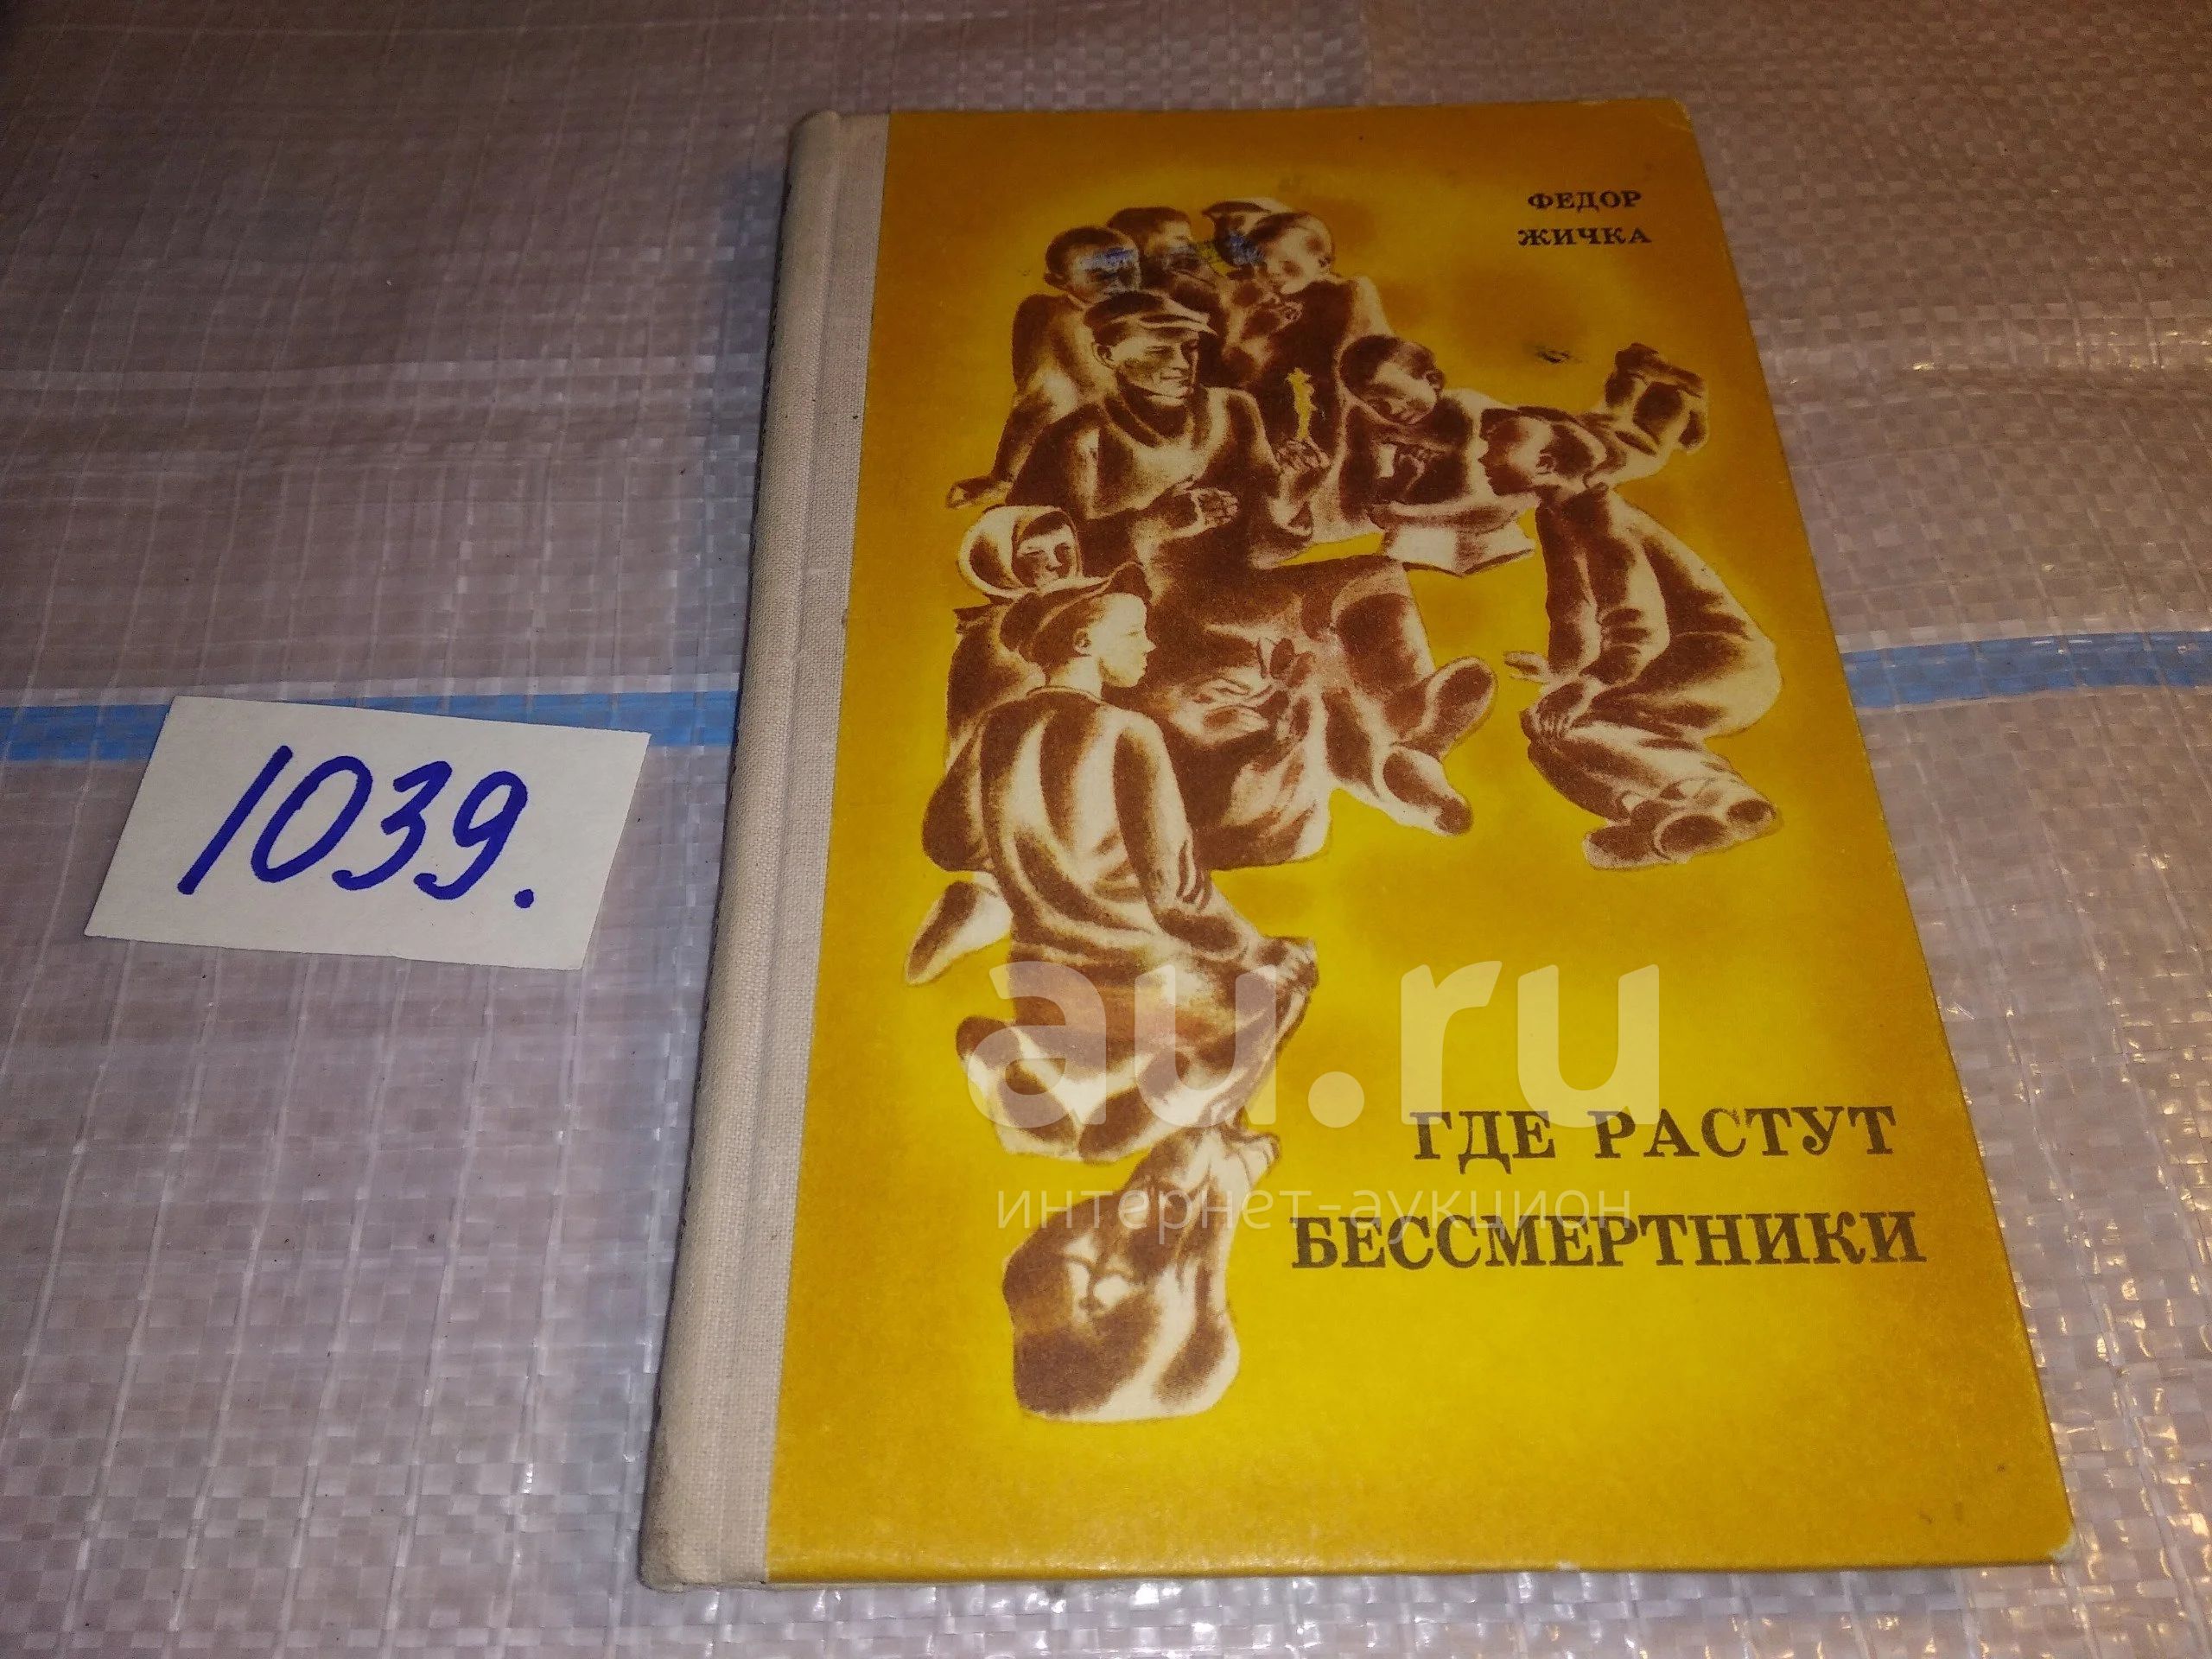 ФЕДОР
ЖИЧКА
1039.
au.ru
ГДЕ РАСТУТ
интернет-аукцион
БЕССМЕРТНИКИ